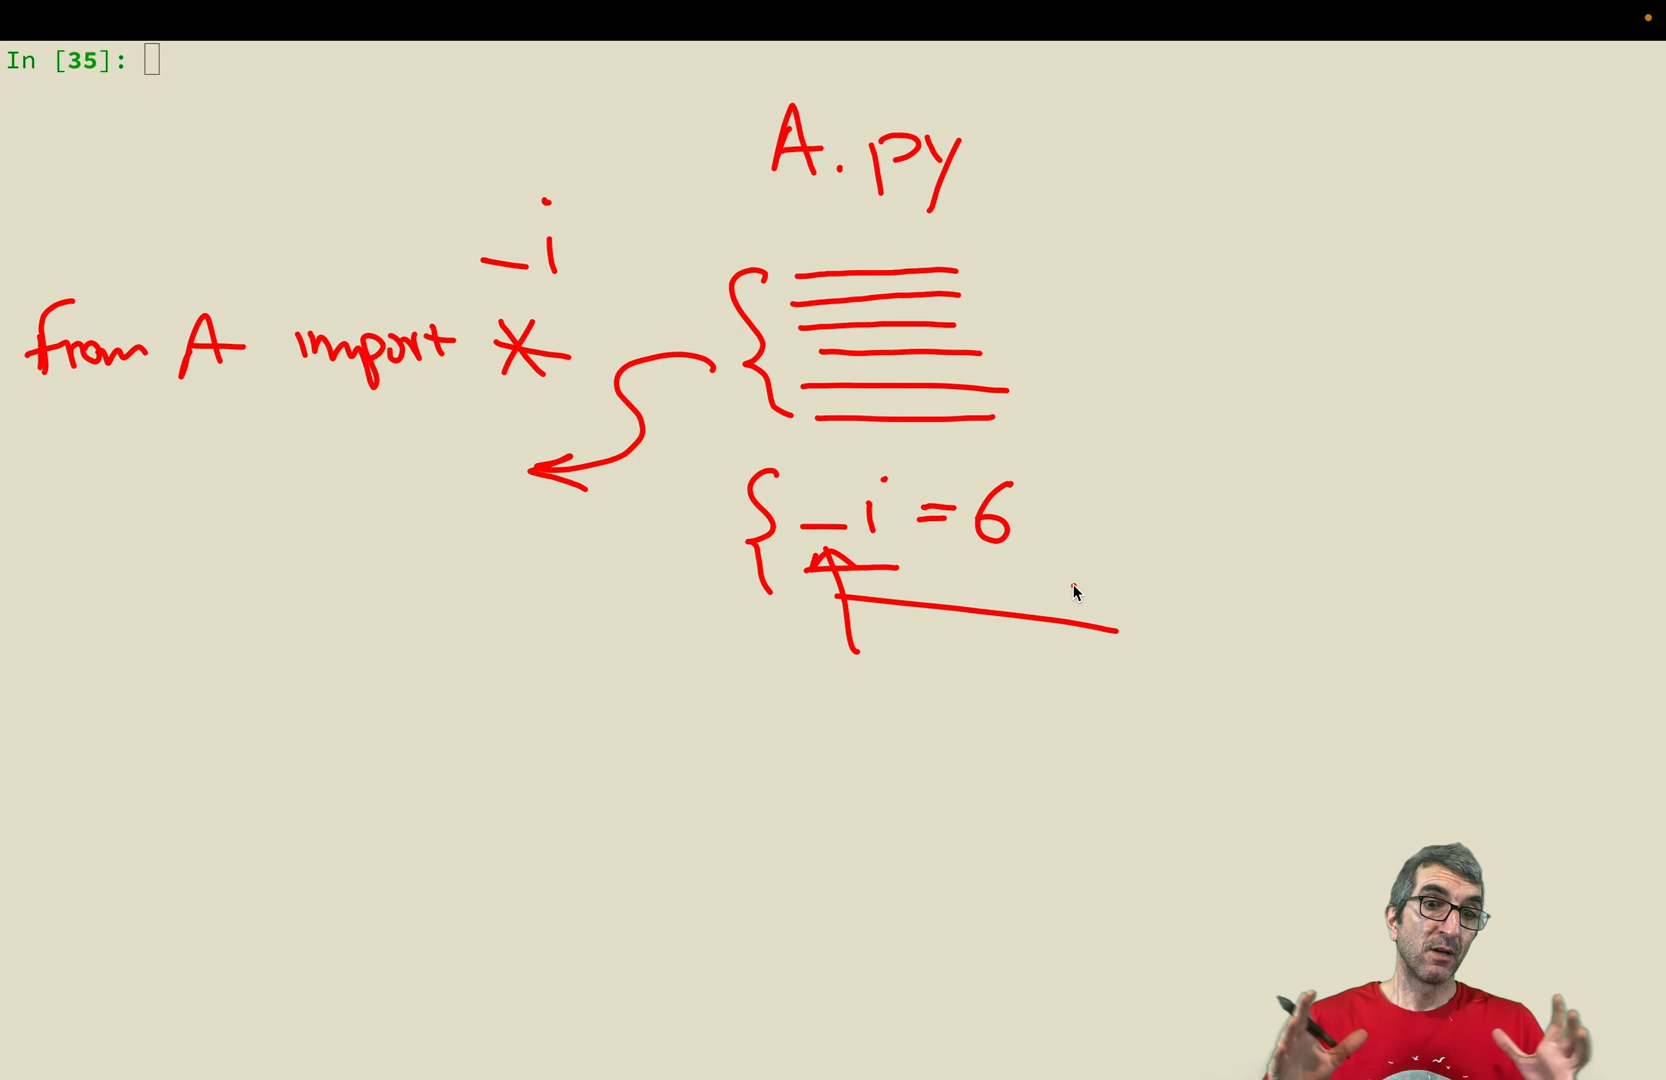 In [35]:
A.py
_i
from A import *
_i = 6